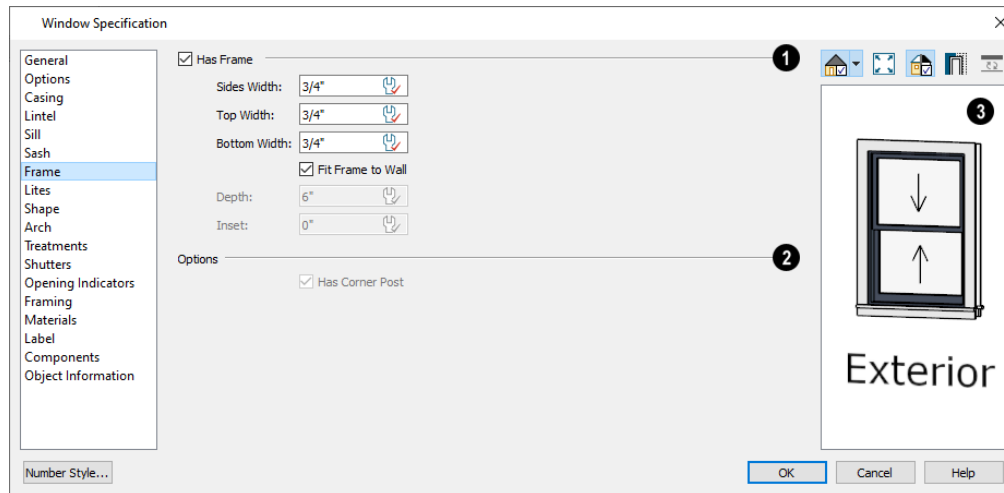 Window Specification
General
Options
Casing
Lintel
Sill
Sash
Frame
Lites
Shape
Arch
Treatments
Shutters
Opening Indicators
Framing
Materials
Label
Components
Object Information
Has Frame
1
Sides Width: 3/4"
Top Width: 3/4"
Bottom Width: 3/4"
Fit Frame to Wall
Depth: 6"
Inset: 0"
Options
2
Has Corner Post
3
Exterior
Number Style...
OK
Cancel
Help